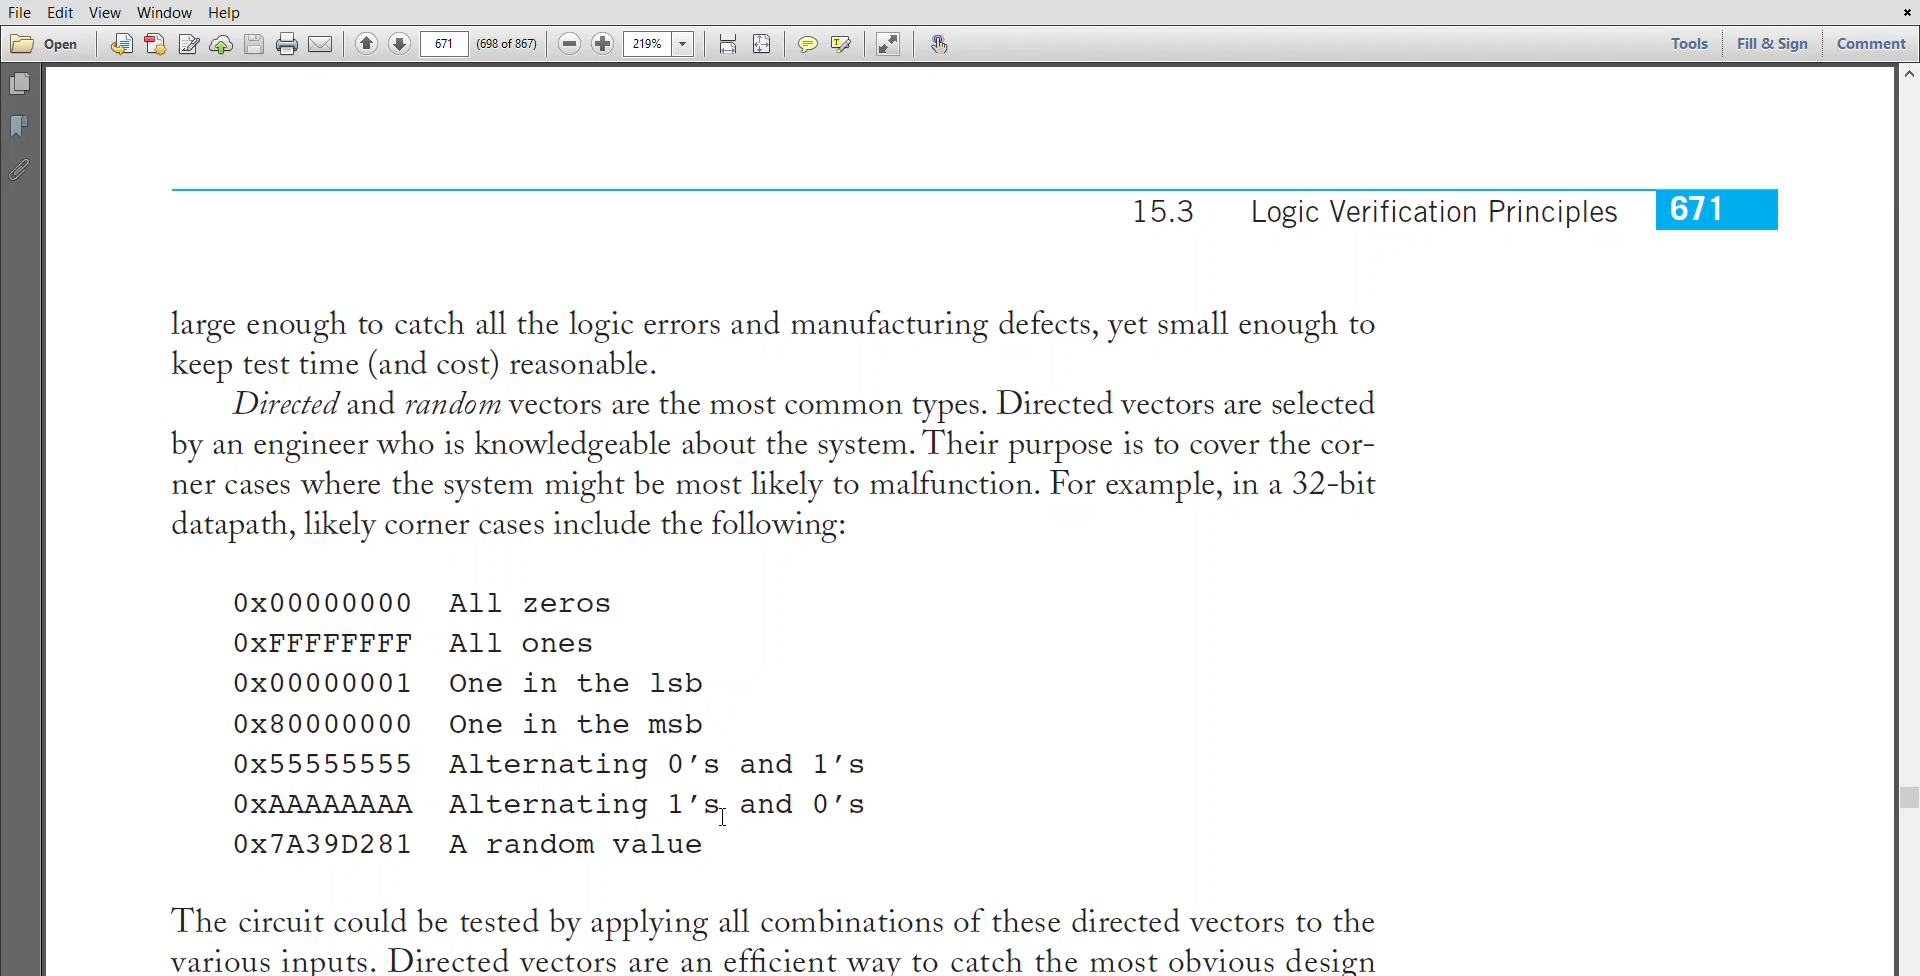 File Edit View Window Help
Open 671 (698 of 867) 219% Tools Fill & Sign Comment
15.3 Logic Verification Principles 671
large enough to catch all the logic errors and manufacturing defects, yet small enough to
keep test time (and cost) reasonable.
Directed and random vectors are the most common types. Directed vectors are selected
by an engineer who is knowledgeable about the system. Their purpose is to cover the cor-
ner cases where the system might be most likely to malfunction. For example, in a 32-bit
datapath, likely corner cases include the following:
0x00000000 All zeros
0xFFFFFFFF All ones
0x00000001 One in the lsb
0x80000000 One in the msb
0x55555555 Alternating 0's and 1's
0xAAAAAAAA Alternating 1's and 0's
0x7A39D281 A random value
The circuit could be tested by applying all combinations of these directed vectors to the
various inputs. Directed vectors are an efficient way to catch the most obvious design